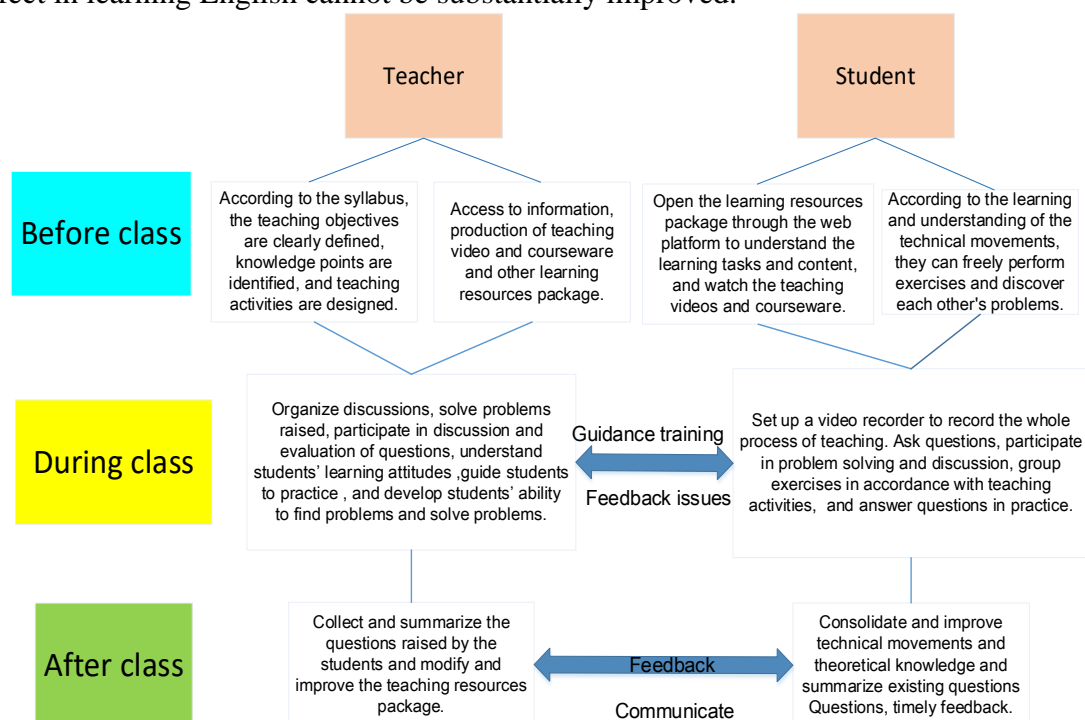 fect in learning English cannot be substantially improved.
Teacher
Student
Before class
According to the syllabus,
the teaching objectives
are clearly defined,
knowledge points are
identified, and teaching
activities are designed.
Access to information,
production of teaching
video and courseware
and other learning
resources package.
Open the learning resources
package through the web
platform to understand the
learning tasks and content,
and watch the teaching
videos and courseware.
According to the learning
and understanding of the
technical movements,
they can freely perform
exercises and discover
each other's problems.
During class
Organize discussions, solve problems
raised, participate in discussion and
evaluation of questions, understand
students’ learning attitudes ,guide students
to practice , and develop students’ ability
to find problems and solve problems.
Guidance training
Feedback issues
Set up a video recorder to record the whole
process of teaching. Ask questions, participate
in problem solving and discussion, group
exercises in accordance with teaching
activities, and answer questions in practice.
After class
Collect and summarize the
questions raised by the
students and modify and
improve the teaching resources
package.
Feedback
Communicate
Consolidate and improve
technical movements and
theoretical knowledge and
summarize existing questions
Questions, timely feedback.